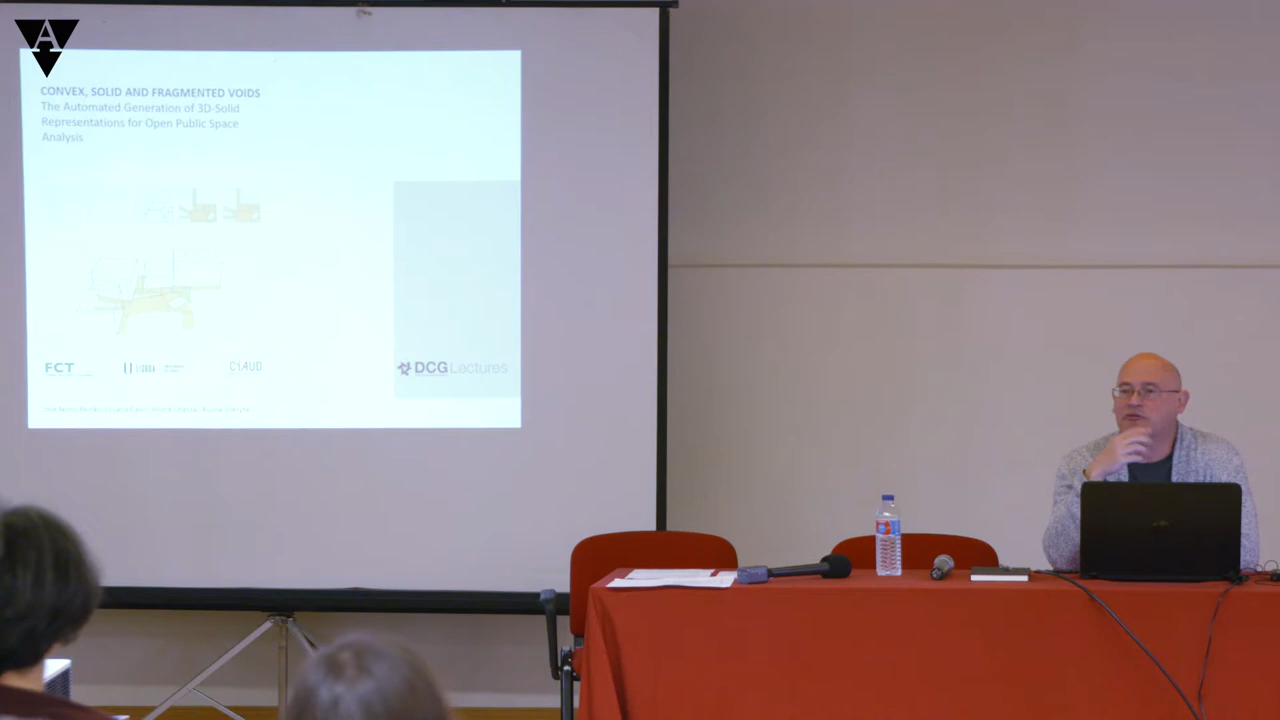 A
CONVEX, SOLID AND FRAGMENTED VOIDS
The Automated Generation of 3D-Solid
Representations for Open Public Space
Analysis
FCT
CIAUD
DCG Lectures